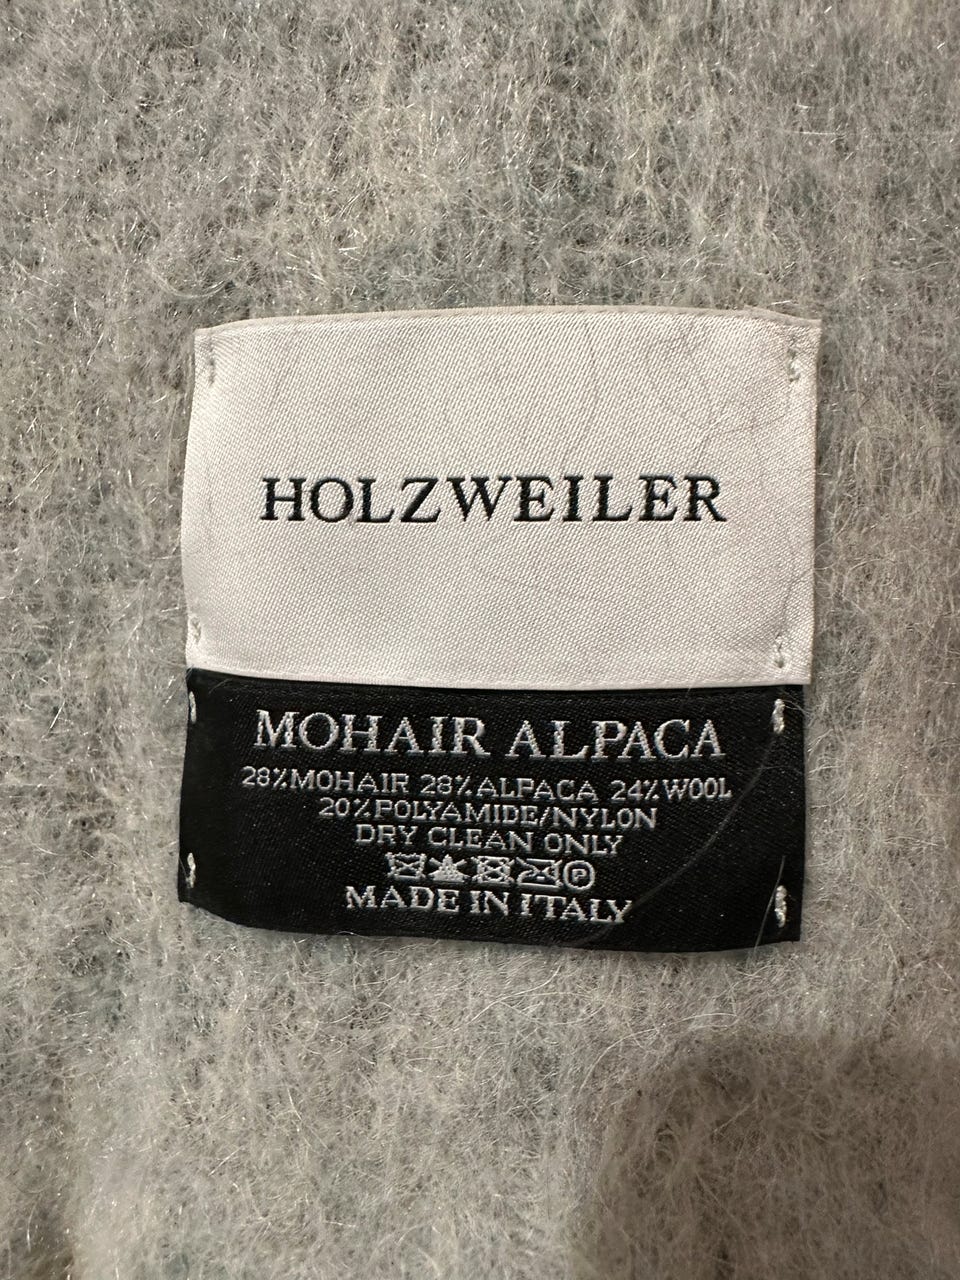 HOLZWEILER
MOHAIR ALPACA
28%MOHAIR 28%ALPACA 24%WOOL
20%POLYAMIDE/NYLON
DRY CLEAN ONLY
P
MADE IN ITALY